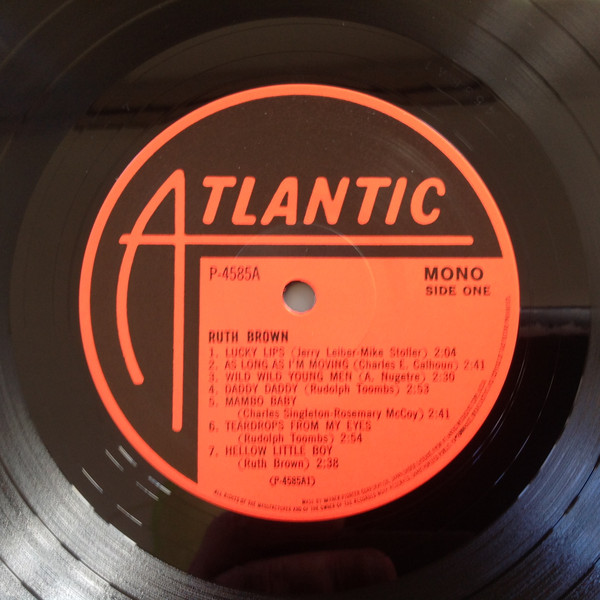 ATLANTIC
P-4585A
MONO
SIDE ONE
RUTH BROWN
1. LUCKY LIPS (Jerry Leiber-Mike Stoller) 2:04
2. AS LONG AS I'M MOVING (Charles E. Calhoun) 2:41
3. WILD WILD YOUNG MEN (A. Nugetre) 2:30
4. DADDY DADDY (Rudolph Toombs) 2:53
5. MAMBO BABY
(Charles Singleton-Rosemary McCoy) 2:41
6. TEARDROPS FROM MY EYES
(Rudolph Toombs) 2:54
7. HELLOW LITTLE BOY
(Ruth Brown) 2:38
(P-4585A1)